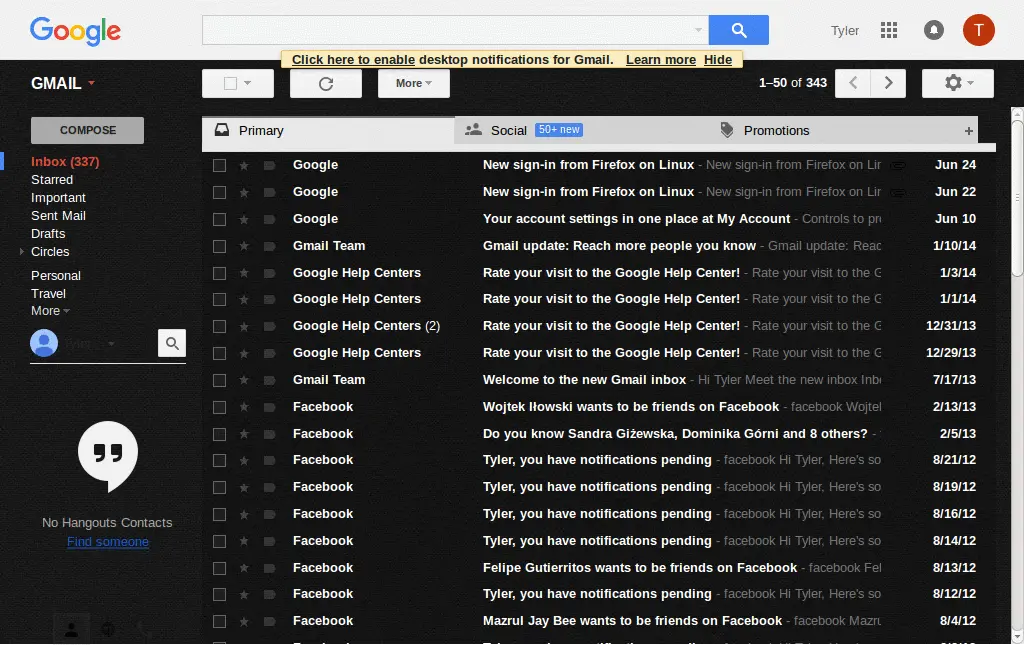 Google
Tyler
T
Click here to enable desktop notifications for Gmail. Learn more Hide
GMAIL
More
1–50 of 343
COMPOSE
Primary
Social 50+ new
Promotions
+
Inbox (337)
Starred
Important
Sent Mail
Drafts
Circles
Personal
Travel
More
Tyler
No Hangouts Contacts
Find someone
Google New sign-in from Firefox on Linux - New sign-in from Firefox on Lin Jun 24
Google New sign-in from Firefox on Linux - New sign-in from Firefox on Lin Jun 22
Google Your account settings in one place at My Account - Controls to pro Jun 10
Gmail Team Gmail update: Reach more people you know - Gmail update: Reac 1/10/14
Google Help Centers Rate your visit to the Google Help Center! - Rate your visit to the G 1/3/14
Google Help Centers Rate your visit to the Google Help Center! - Rate your visit to the G 1/1/14
Google Help Centers (2) Rate your visit to the Google Help Center! - Rate your visit to the G 12/31/13
Google Help Centers Rate your visit to the Google Help Center! - Rate your visit to the G 12/29/13
Gmail Team Welcome to the new Gmail inbox - Hi Tyler Meet the new inbox Inbo 7/17/13
Facebook Wojtek Iłowski wants to be friends on Facebook - facebook Wojtel 2/13/13
Facebook Do you know Sandra Giżewska, Dominika Górni and 8 others? - 2/5/13
Facebook Tyler, you have notifications pending - facebook Hi Tyler, Here's so 8/21/12
Facebook Tyler, you have notifications pending - facebook Hi Tyler, Here's so 8/19/12
Facebook Tyler, you have notifications pending - facebook Hi Tyler, Here's so 8/16/12
Facebook Tyler, you have notifications pending - facebook Hi Tyler, Here's so 8/14/12
Facebook Felipe Gutierritos wants to be friends on Facebook - facebook Fel 8/13/12
Facebook Tyler, you have notifications pending - facebook Hi Tyler, Here's so 8/12/12
Facebook Mazrul Jay Bee wants to be friends on Facebook - facebook Mazru 8/4/12